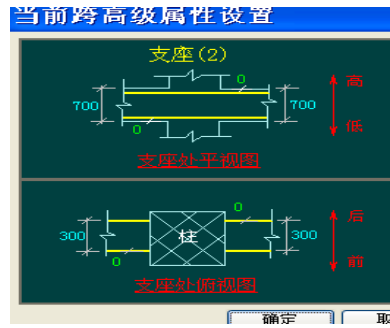 当前跨高级属性设置
支座(2)
0 高
700 700
0 低
支座处平视图
0 后
300 柱 300
0 前
支座处俯视图
确定 取